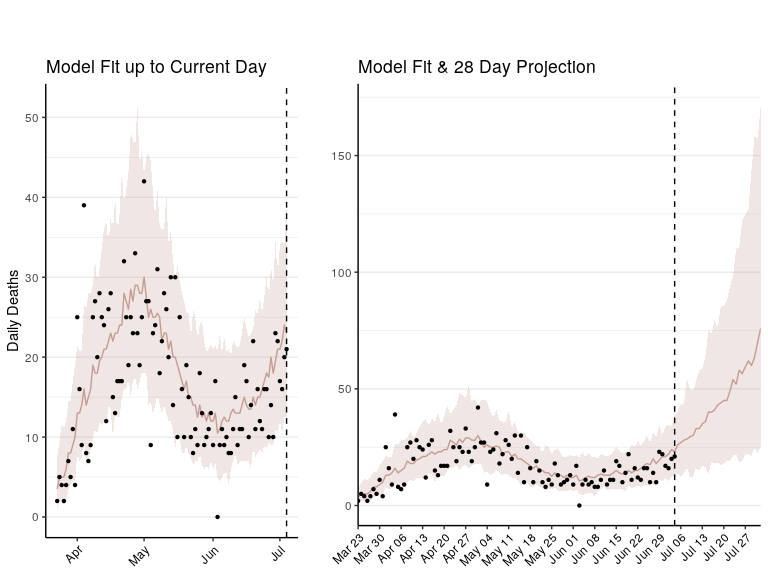 Model Fit up to Current Day
Daily Deaths
50
40
30
20
10
0
Apr
May
Jun
Jul
Model Fit & 28 Day Projection
150
100
50
0
Mar 23
Mar 30
Apr 06
Apr 13
Apr 20
Apr 27
May 04
May 11
May 18
May 25
Jun 01
Jun 08
Jun 15
Jun 22
Jun 29
Jul 06
Jul 13
Jul 20
Jul 27